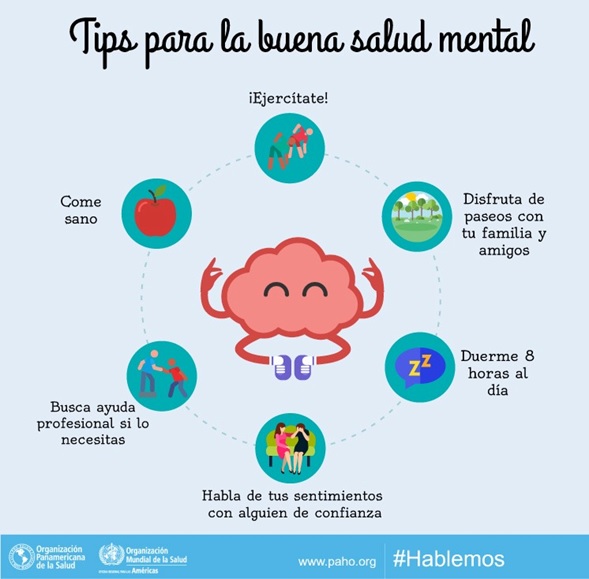 Tips para la buena salud mental
¡Ejercítate!
Disfruta de
paseos con
tu familia y
amigos
Duerme 8
horas al
día
Habla de tus sentimientos
con alguien de confianza
Busca ayuda
profesional si lo
necesitas
Come
sano
ZZ
Organización
Panamericana
de la Salud
Organización
Mundial de la Salud
Américas
www.paho.org
#Hablemos